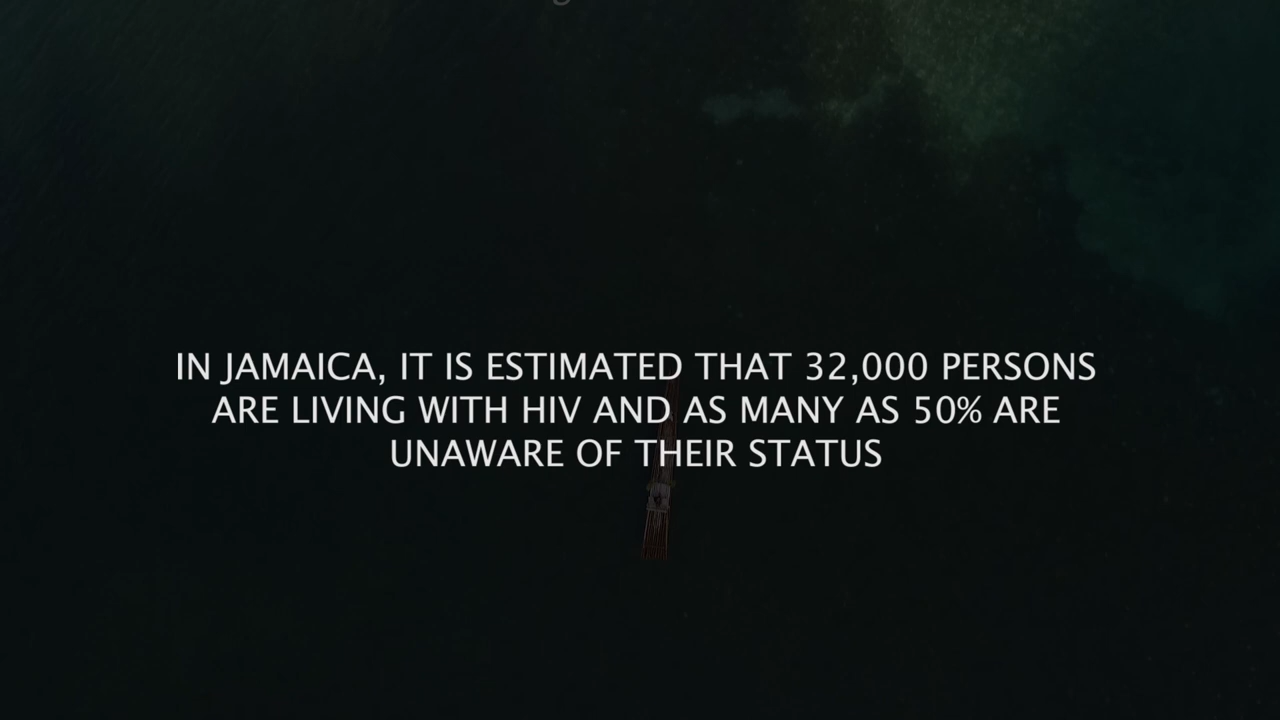 IN JAMAICA, IT IS ESTIMATED THAT 32,000 PERSONS
ARE LIVING WITH HIV AND AS MANY AS 50% ARE
UNAWARE OF THEIR STATUS